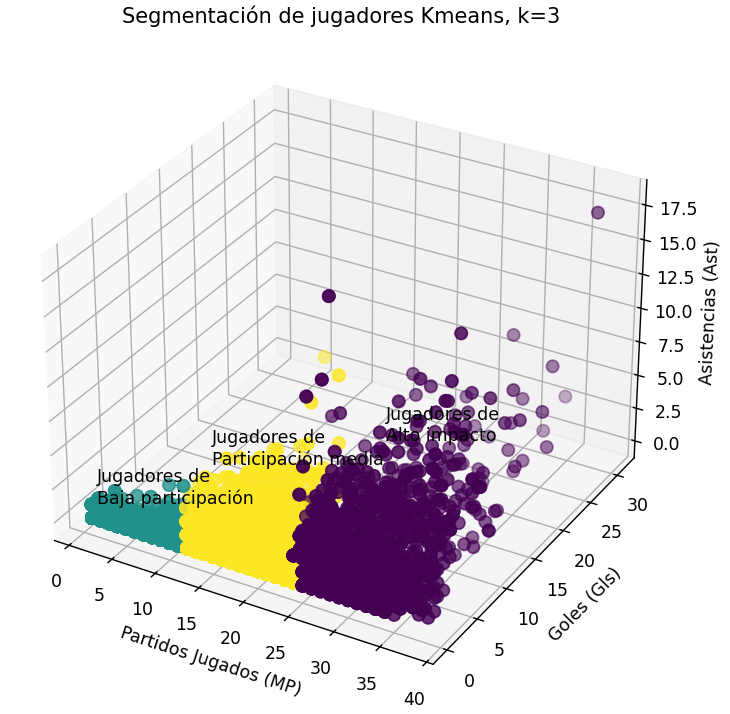 Segmentación de jugadores Kmeans, k=3
17.5
15.0
12.5
10.0
7.5
5.0
2.5
0.0
Asistencias (Ast)
Jugadores de
Alto impacto
Jugadores de
Participación media
Jugadores de
Baja participación
0
5
10
15
20
25
30
35
40
Partidos Jugados (MP)
0
5
10
15
20
25
30
Goles (Gls)